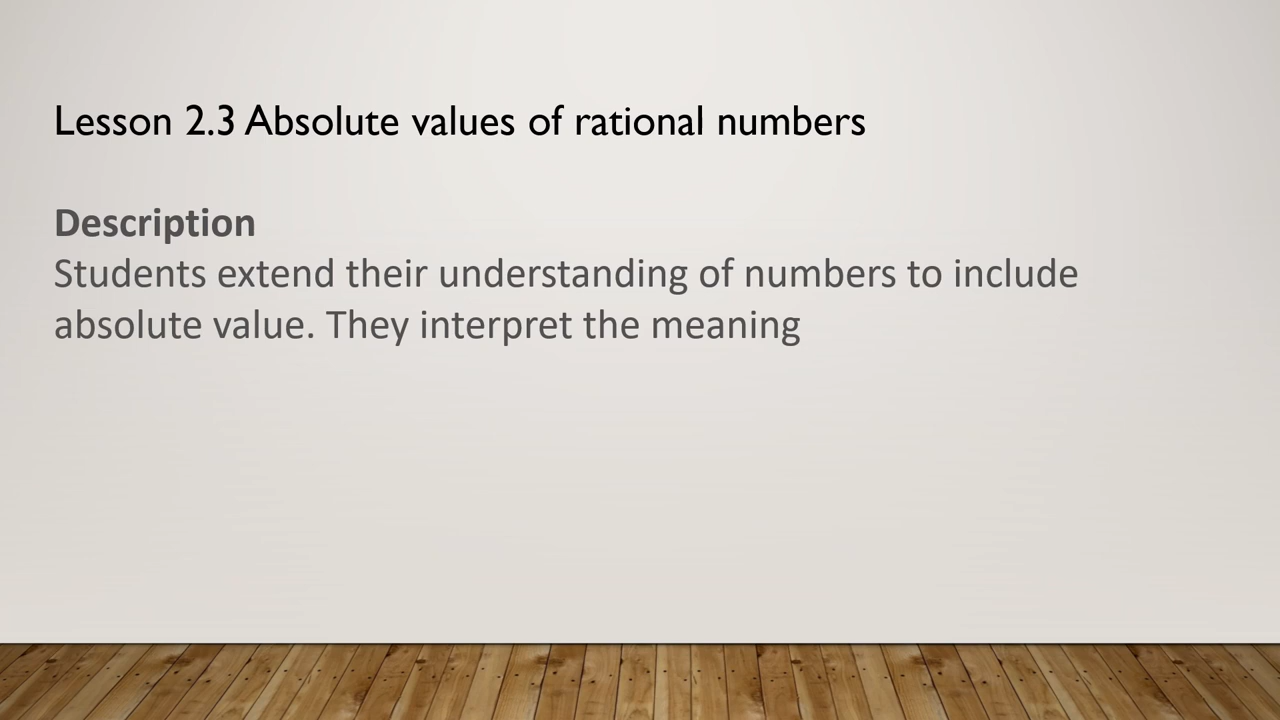 Lesson 2.3 Absolute values of rational numbers
Description
Students extend their understanding of numbers to include
absolute value. They interpret the meaning